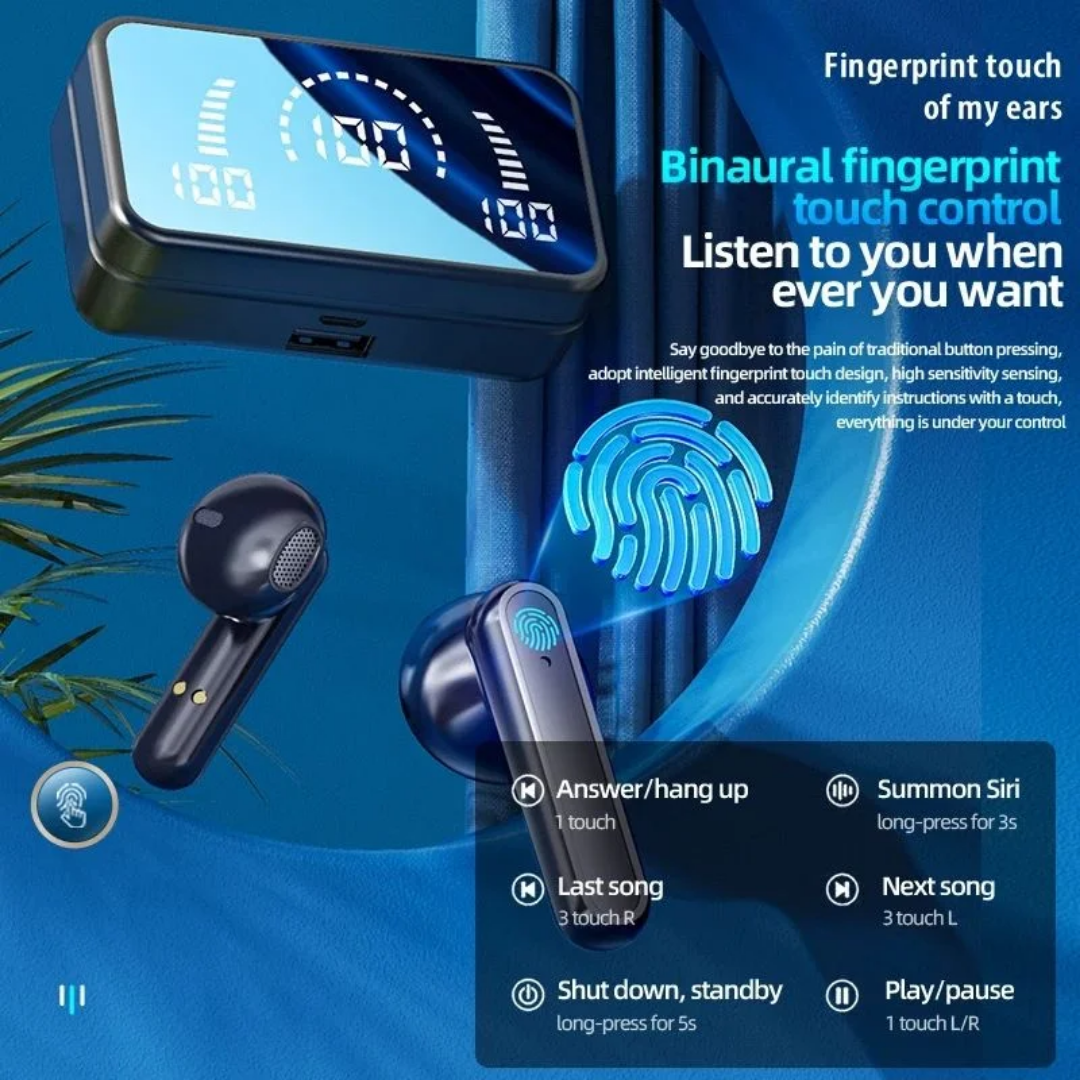 Fingerprint touch
of my ears
Binaural fingerprint
touch control
Listen to you when
ever you want
Say goodbye to the pain of traditional button pressing,
adopt intelligent fingerprint touch design, high sensitivity sensing,
and accurately identify instructions with a touch,
everything is under your control
100
100
100
Answer/hang up
1 touch
Summon Siri
long-press for 3s
Last song
3 touch R
Next song
3 touch L
Shut down, standby
long-press for 5s
Play/pause
1 touch L/R